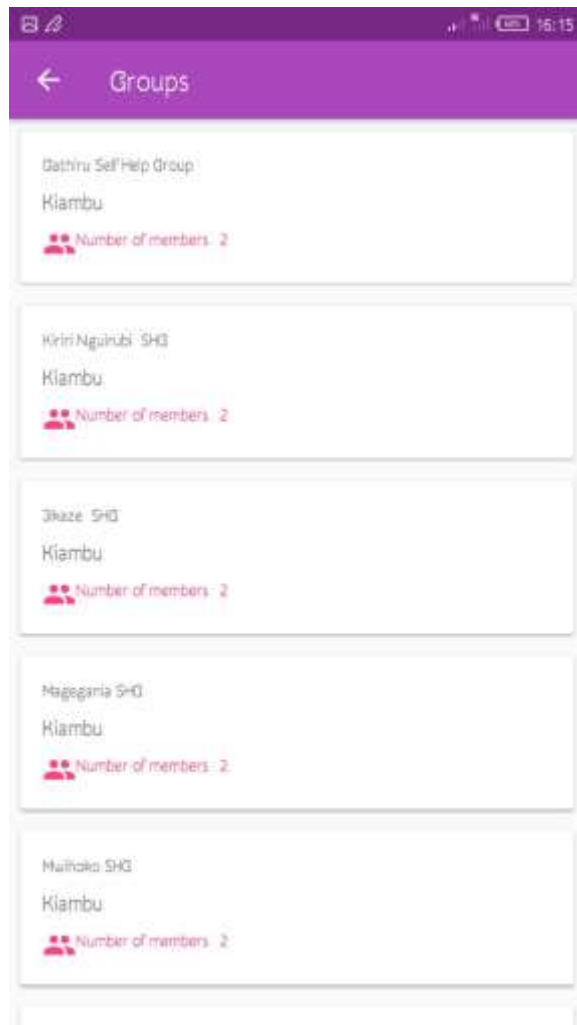 16:15
Groups
Gathiru Self Help Group
Kiambu
Number of members 2
Kiriri Nguirubi SHG
Kiambu
Number of members 2
Jikaze SHG
Kiambu
Number of members 2
Magegania SHG
Kiambu
Number of members 2
Mwihoko SHG
Kiambu
Number of members 2